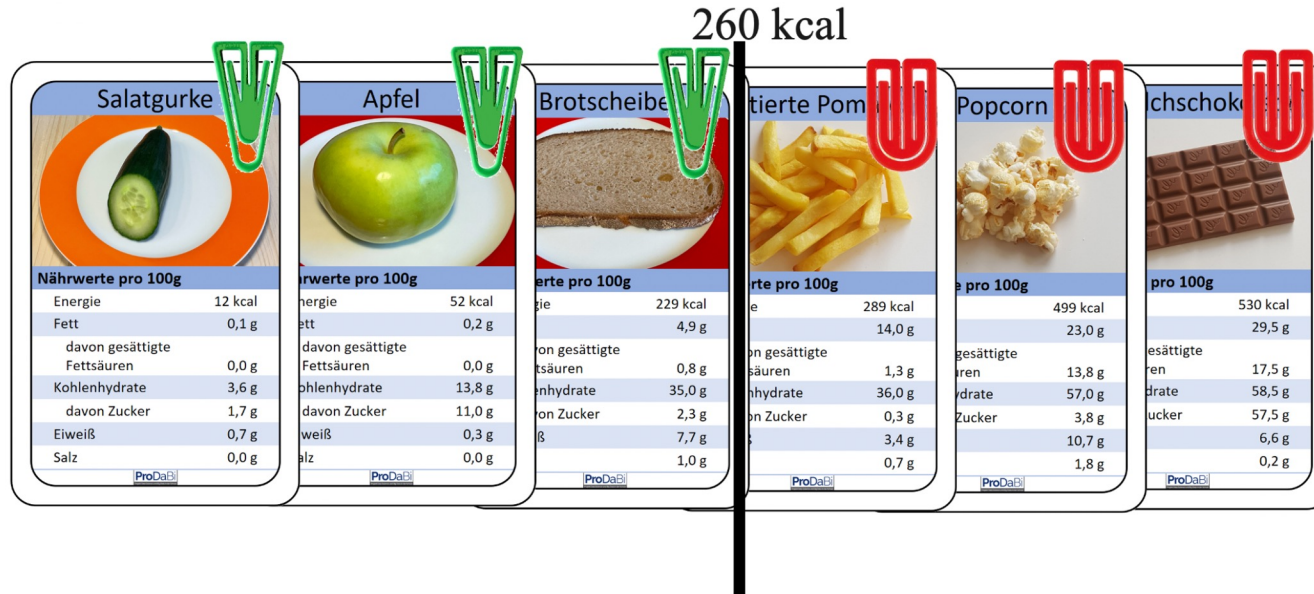 260 kcal
Salatgurke
Nährwerte pro 100g
Energie 12 kcal
Fett 0,1 g
davon gesättigte
Fettsäuren 0,0 g
Kohlenhydrate 3,6 g
davon Zucker 1,7 g
Eiweiß 0,7 g
Salz 0,0 g
ProDaBi
Apfel
rwerte pro 100g
nergie 52 kcal
ett 0,2 g
davon gesättigte
Fettsäuren 0,0 g
ohlenhydrate 13,8 g
davon Zucker 11,0 g
weiß 0,3 g
alz 0,0 g
ProDaBi
Brotscheibe
erte pro 100g
gie 229 kcal
4,9 g
on gesättigte
tsäuren 0,8 g
enhydrate 35,0 g
on Zucker 2,3 g
ß 7,7 g
1,0 g
ProDaBi
tierte Pom
rte pro 100g
e 289 kcal
14,0 g
n gesättigte
säuren 1,3 g
nhydrate 36,0 g
on Zucker 0,3 g
3,4 g
0,7 g
ProDaBi
Popcorn
e pro 100g
499 kcal
23,0 g
gesättigte
uren 13,8 g
ydrate 57,0 g
Zucker 3,8 g
10,7 g
1,8 g
ProDaBi
lchschoko
pro 100g
530 kcal
29,5 g
esättigte
ren 17,5 g
drate 58,5 g
ucker 57,5 g
6,6 g
0,2 g
ProDaBi